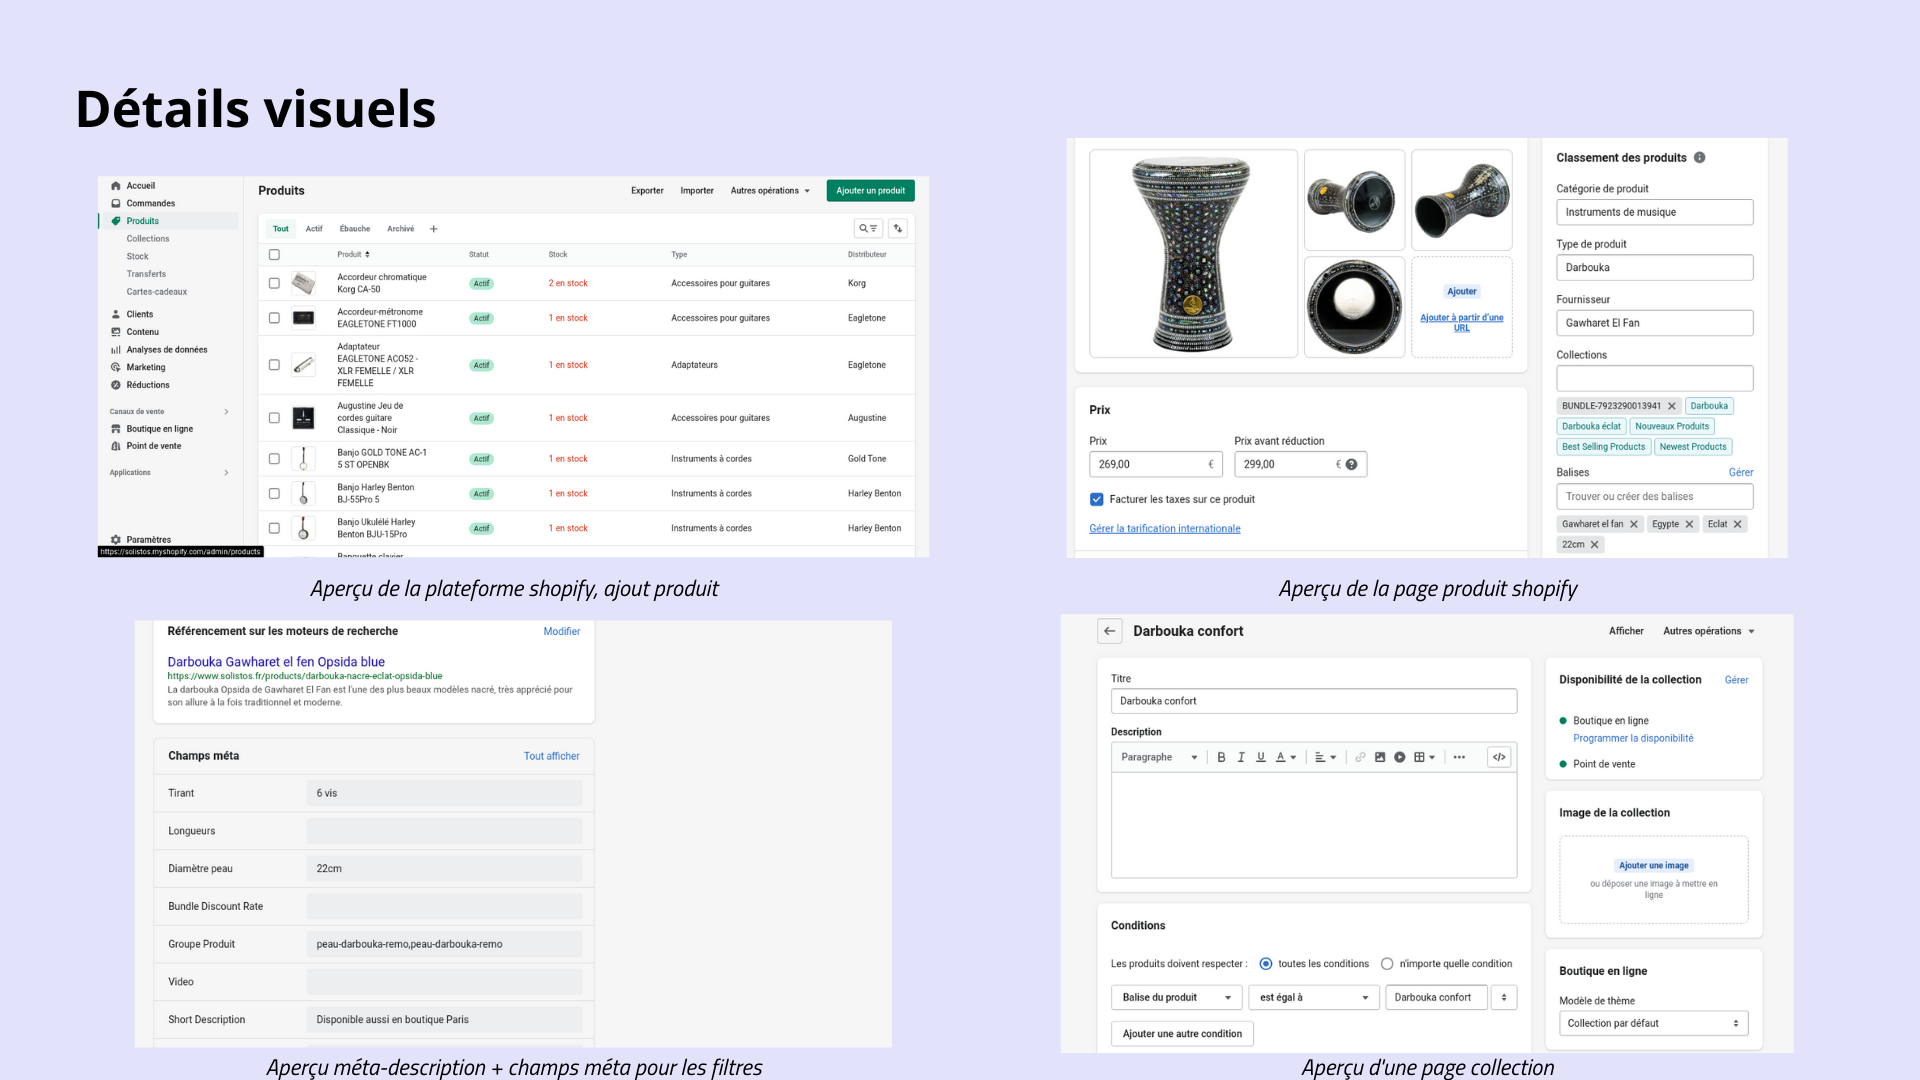 Détails visuels
Accueil
Commandes
Produits
Collections
Stock
Transferts
Cartes-cadeaux
Clients
Contenu
Analyses de données
Marketing
Réductions
Canaux de vente
Boutique en ligne
Point de vente
Applications
Paramètres
https://solistos.myshopify.com/admin/products
Produits Exporter Importer Autres opérations Ajouter un produit
Tout Actif Ébauche Archivé +
Produit Statut Stock Type Distributeur
Accordeur chromatique
Korg CA-50 Actif 2 en stock Accessoires pour guitares Korg
Accordeur-métronome
EAGLETONE FT1000 Actif 1 en stock Accessoires pour guitares Eagletone
Adaptateur
EAGLETONE ACO52 -
XLR FEMELLE / XLR
FEMELLE Actif 1 en stock Adaptateurs Eagletone
Augustine Jeu de
cordes guitare
Classique - Noir Actif 1 en stock Accessoires pour guitares Augustine
Banjo GOLD TONE AC-1
5 ST OPENBK Actif 1 en stock Instruments à cordes Gold Tone
Banjo Harley Benton
BJ-55Pro 5 Actif 1 en stock Instruments à cordes Harley Benton
Banjo Ukulélé Harley
Benton BJU-15Pro Actif 1 en stock Instruments à cordes Harley Benton
Banquette clavier
Aperçu de la plateforme shopify, ajout produit
Ajouter
Ajouter à partir d'une
URL
Prix
Prix Prix avant réduction
269,00 € 299,00 €
Facturer les taxes sur ce produit
Gérer la tarification internationale
Classement des produits
Catégorie de produit
Instruments de musique
Type de produit
Darbouka
Fournisseur
Gawharet El Fan
Collections
BUNDLE-7923290013941 Darbouka
Darbouka éclat Nouveaux Produits
Best Selling Products Newest Products
Balises Gérer
Trouver ou créer des balises
Gawharet el fan Egypte Eclat
22cm
Aperçu de la page produit shopify
Référencement sur les moteurs de recherche Modifier
Darbouka Gawharet el fen Opsida blue
https://www.solistos.fr/products/darbouka-nacre-eclat-opsida-blue
La darbouka Opsida de Gawharet El Fan est l'une des plus beaux modèles nacré, très apprécié pour
son allure à la fois traditionnel et moderne.
Champs méta Tout afficher
Tirant 6 vis
Longueurs
Diamètre peau 22cm
Bundle Discount Rate
Groupe Produit peau-darbouka-remo,peau-darbouka-remo
Video
Short Description Disponible aussi en boutique Paris
Aperçu méta-description + champs méta pour les filtres
Darbouka confort Afficher Autres opérations
Titre
Darbouka confort
Description
Paragraphe B I U A
Conditions
Les produits doivent respecter : toutes les conditions n'importe quelle condition
Balise du produit est égal à Darbouka confort
Ajouter une autre condition
Disponibilité de la collection Gérer
Boutique en ligne
Programmer la disponibilité
Point de vente
Image de la collection
Ajouter une image
ou déposer une image à mettre en
ligne
Boutique en ligne
Modèle de thème
Collection par défaut
Aperçu d'une page collection